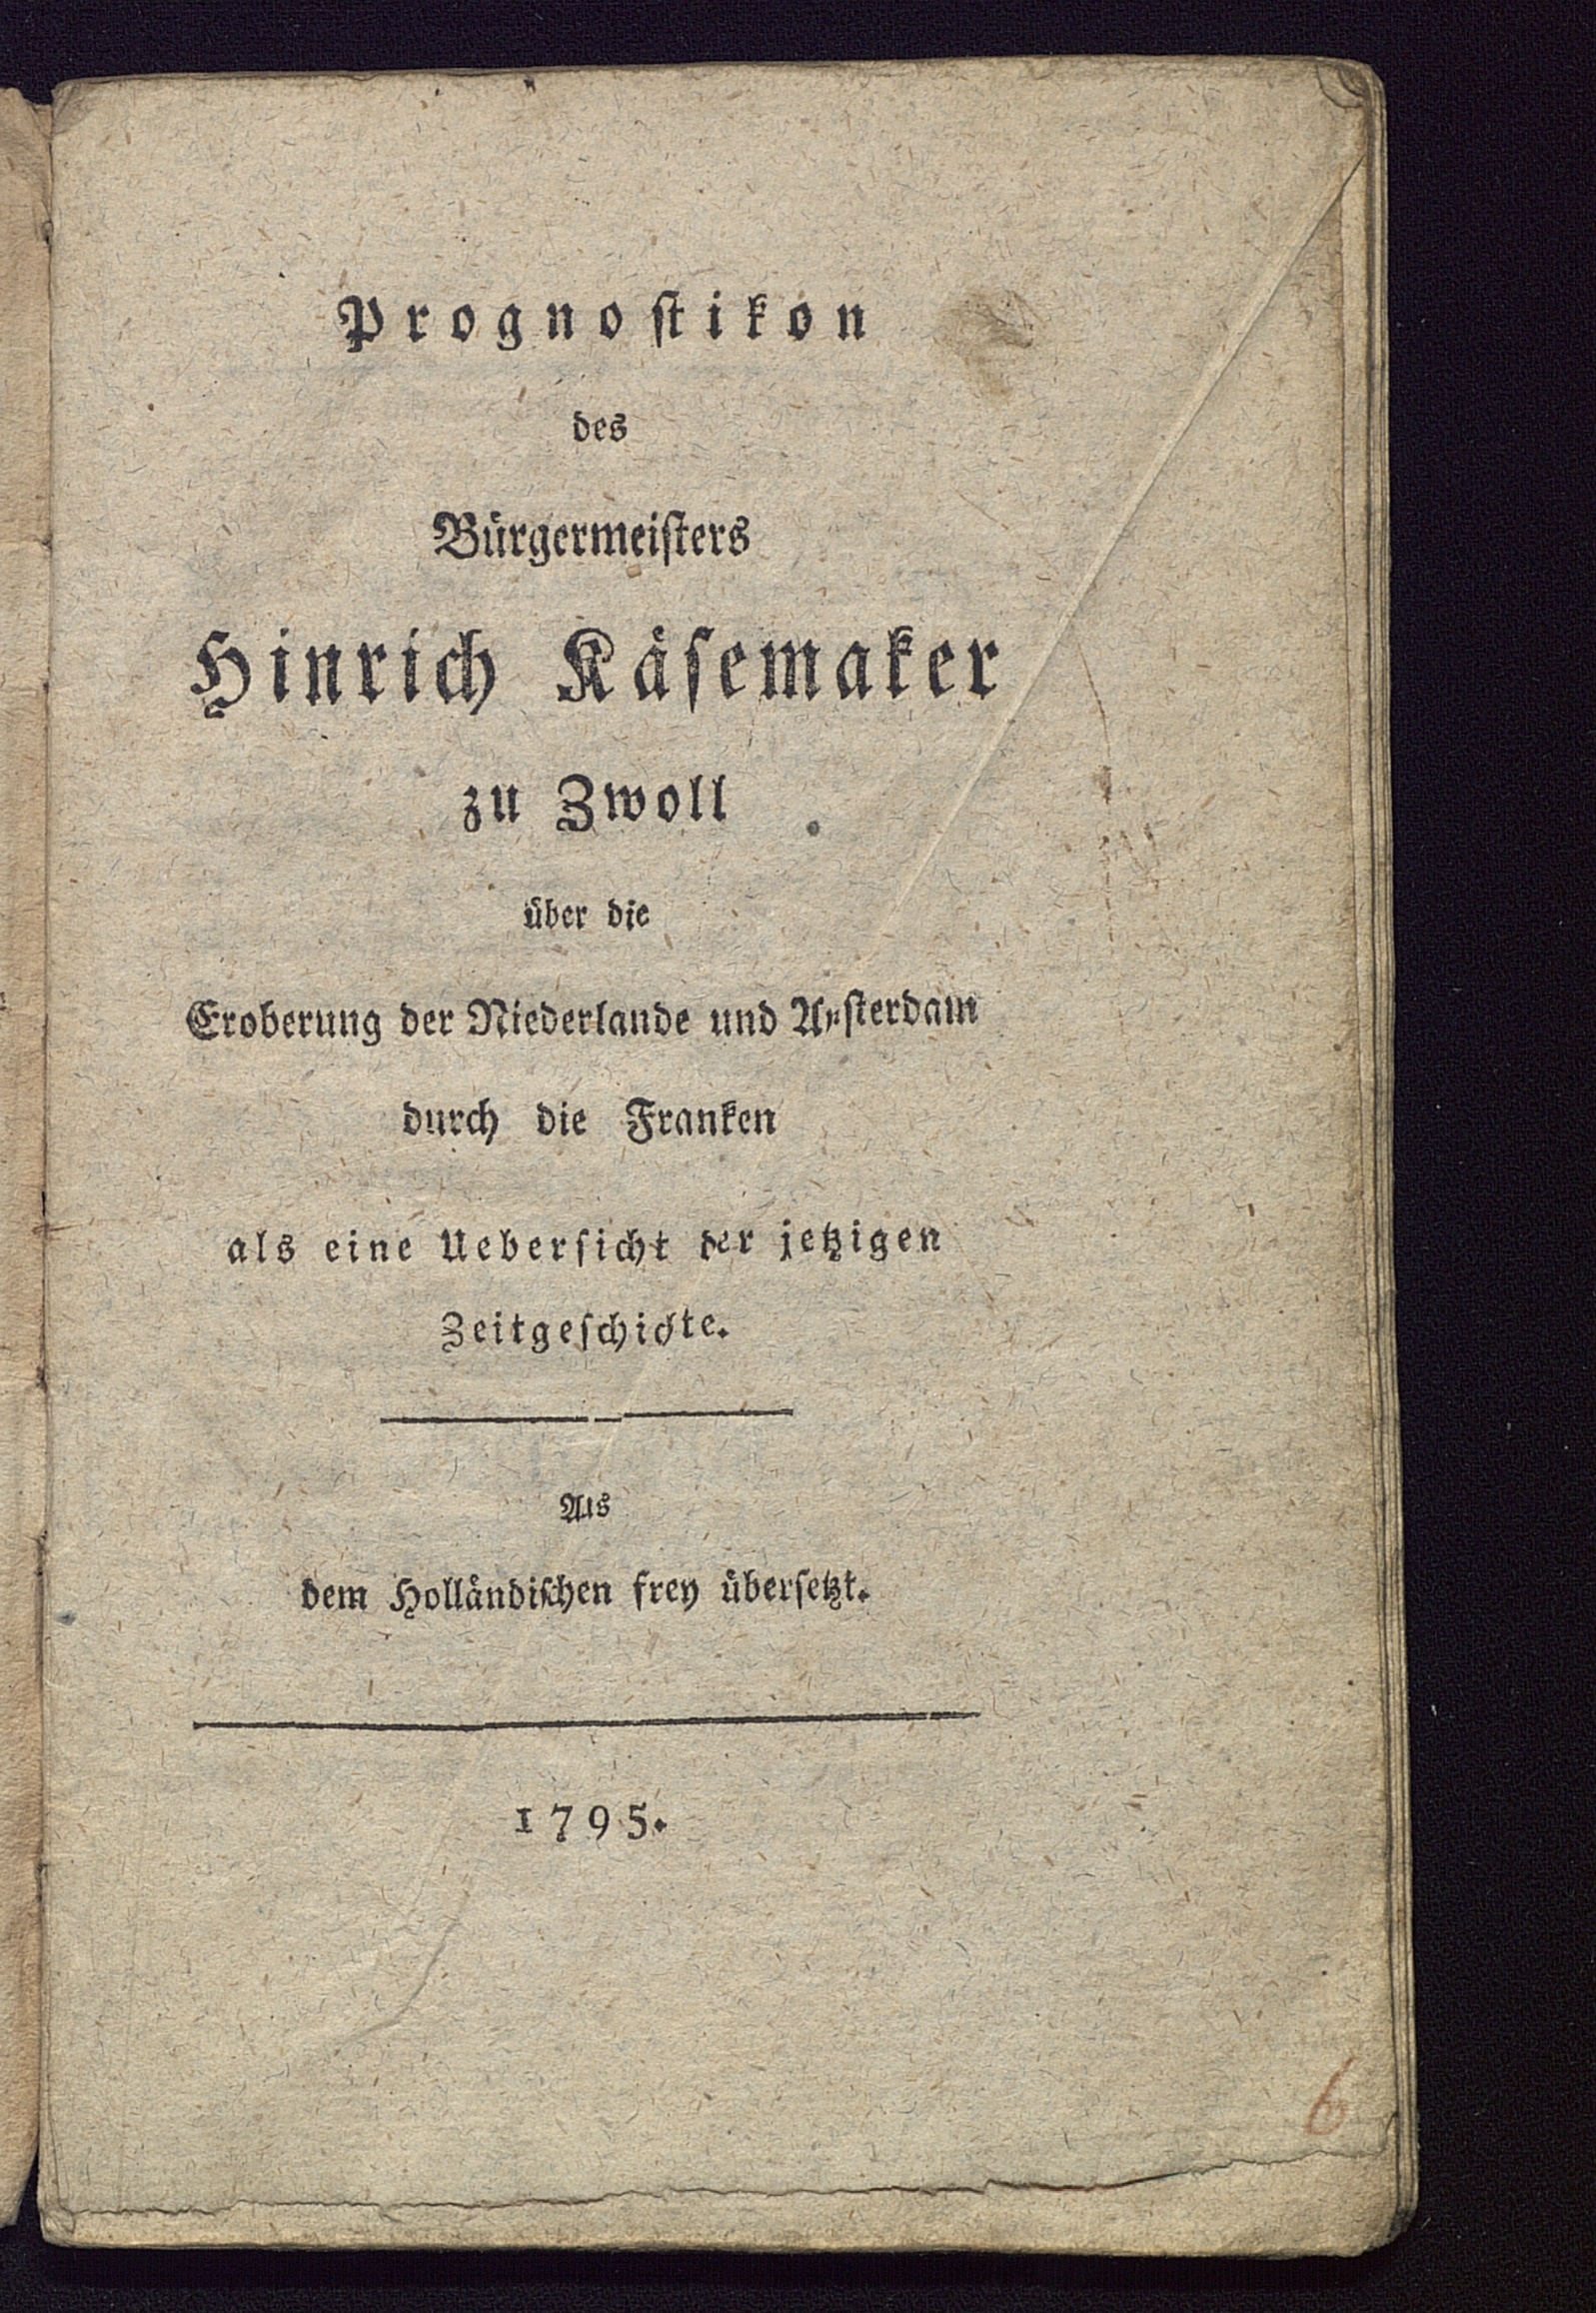 Prognostikon
des
Bürgermeisters
Hinrich Käsemaker
zu Zwoll
über die
Eroberung der Niederlande und Amsterdam
durch die Franken
als eine Uebersicht der jetzigen
Zeitgeschichte.
Aus
dem Holländischen frey übersetzt.
1795.
6